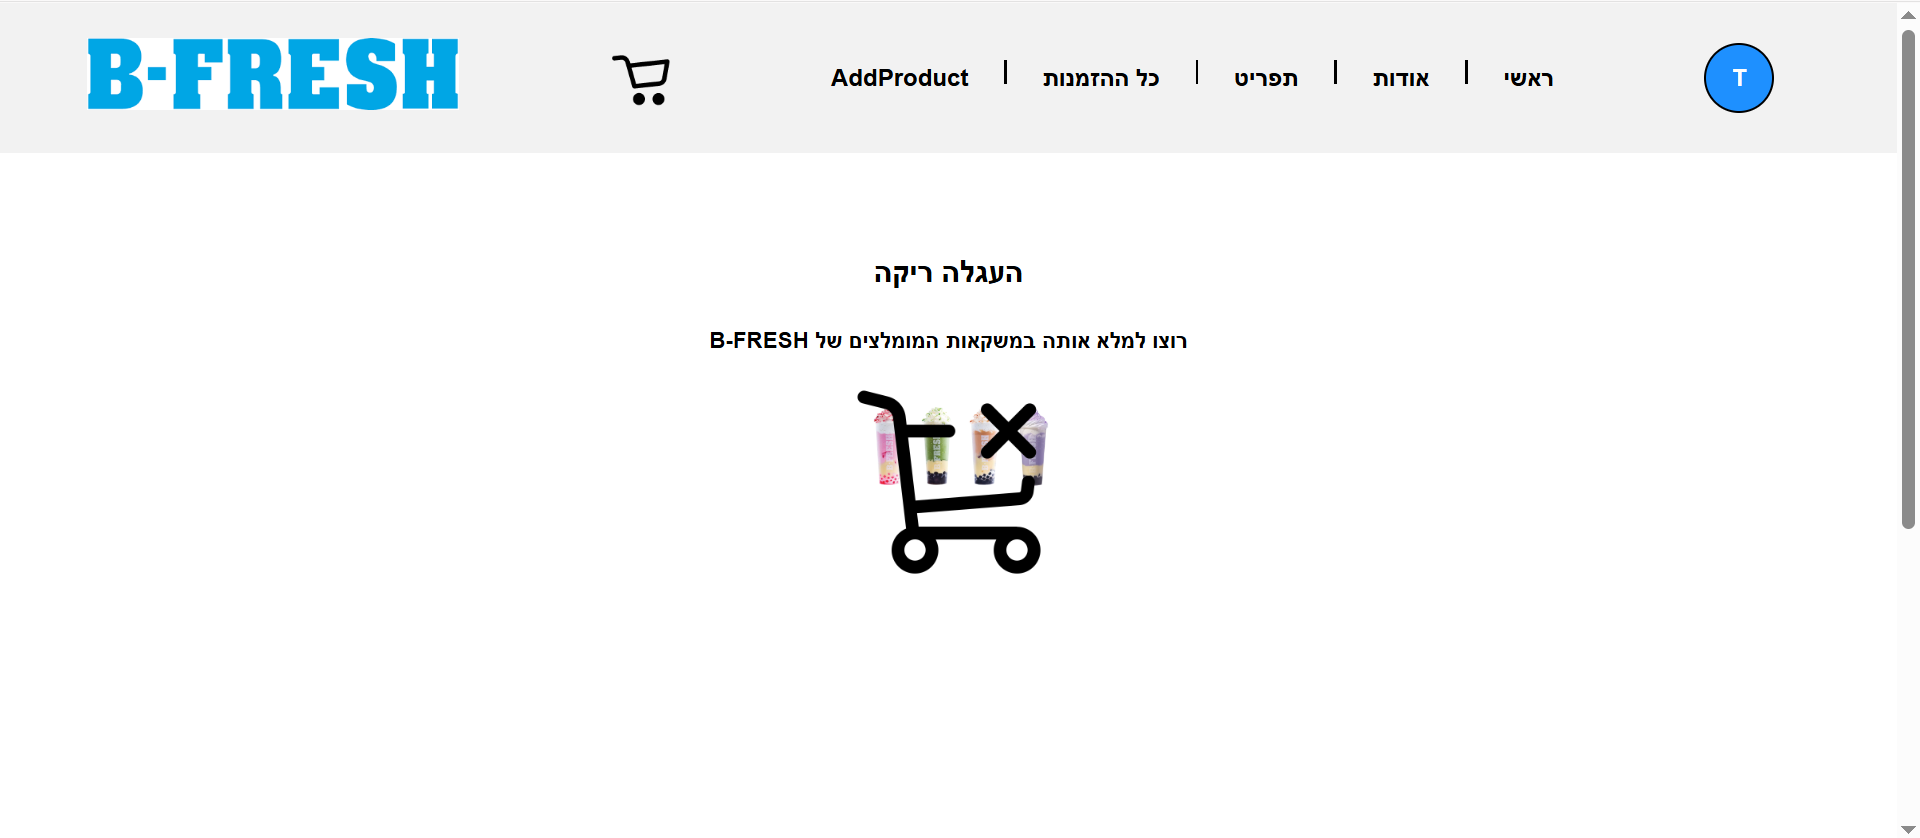 B-FRESH
T
ראשי | אודות | תפריט | כל ההזמנות | AddProduct
העגלה ריקה
רוצו למלא אותה במשקאות המומלצים של B-FRESH